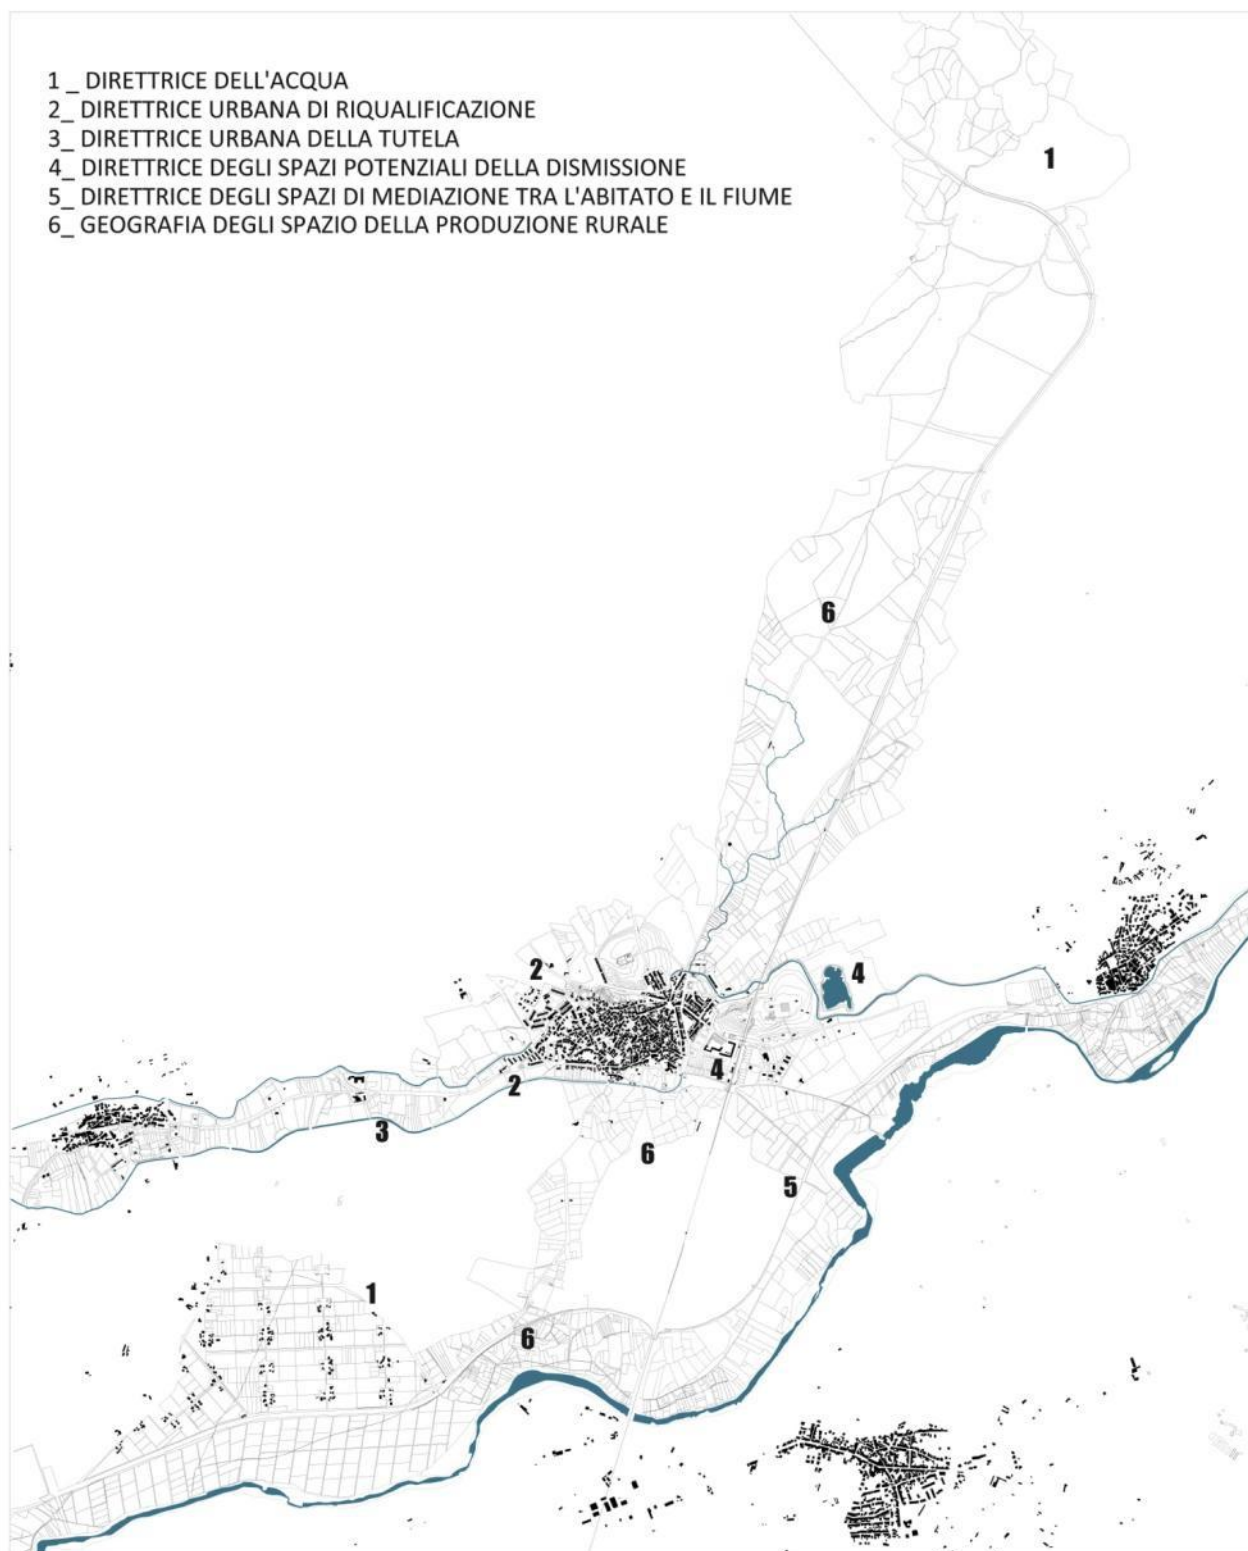 1 _ DIRETTRICE DELL'ACQUA
2_ DIRETTRICE URBANA DI RIQUALIFICAZIONE
3_ DIRETTRICE URBANA DELLA TUTELA
4_ DIRETTRICE DEGLI SPAZI POTENZIALI DELLA DISMISSIONE
5_ DIRETTRICE DEGLI SPAZI DI MEDIAZIONE TRA L'ABITATO E IL FIUME
6_ GEOGRAFIA DEGLI SPAZIO DELLA PRODUZIONE RURALE
1
6
2
4
4
2
3
6
5
1
6